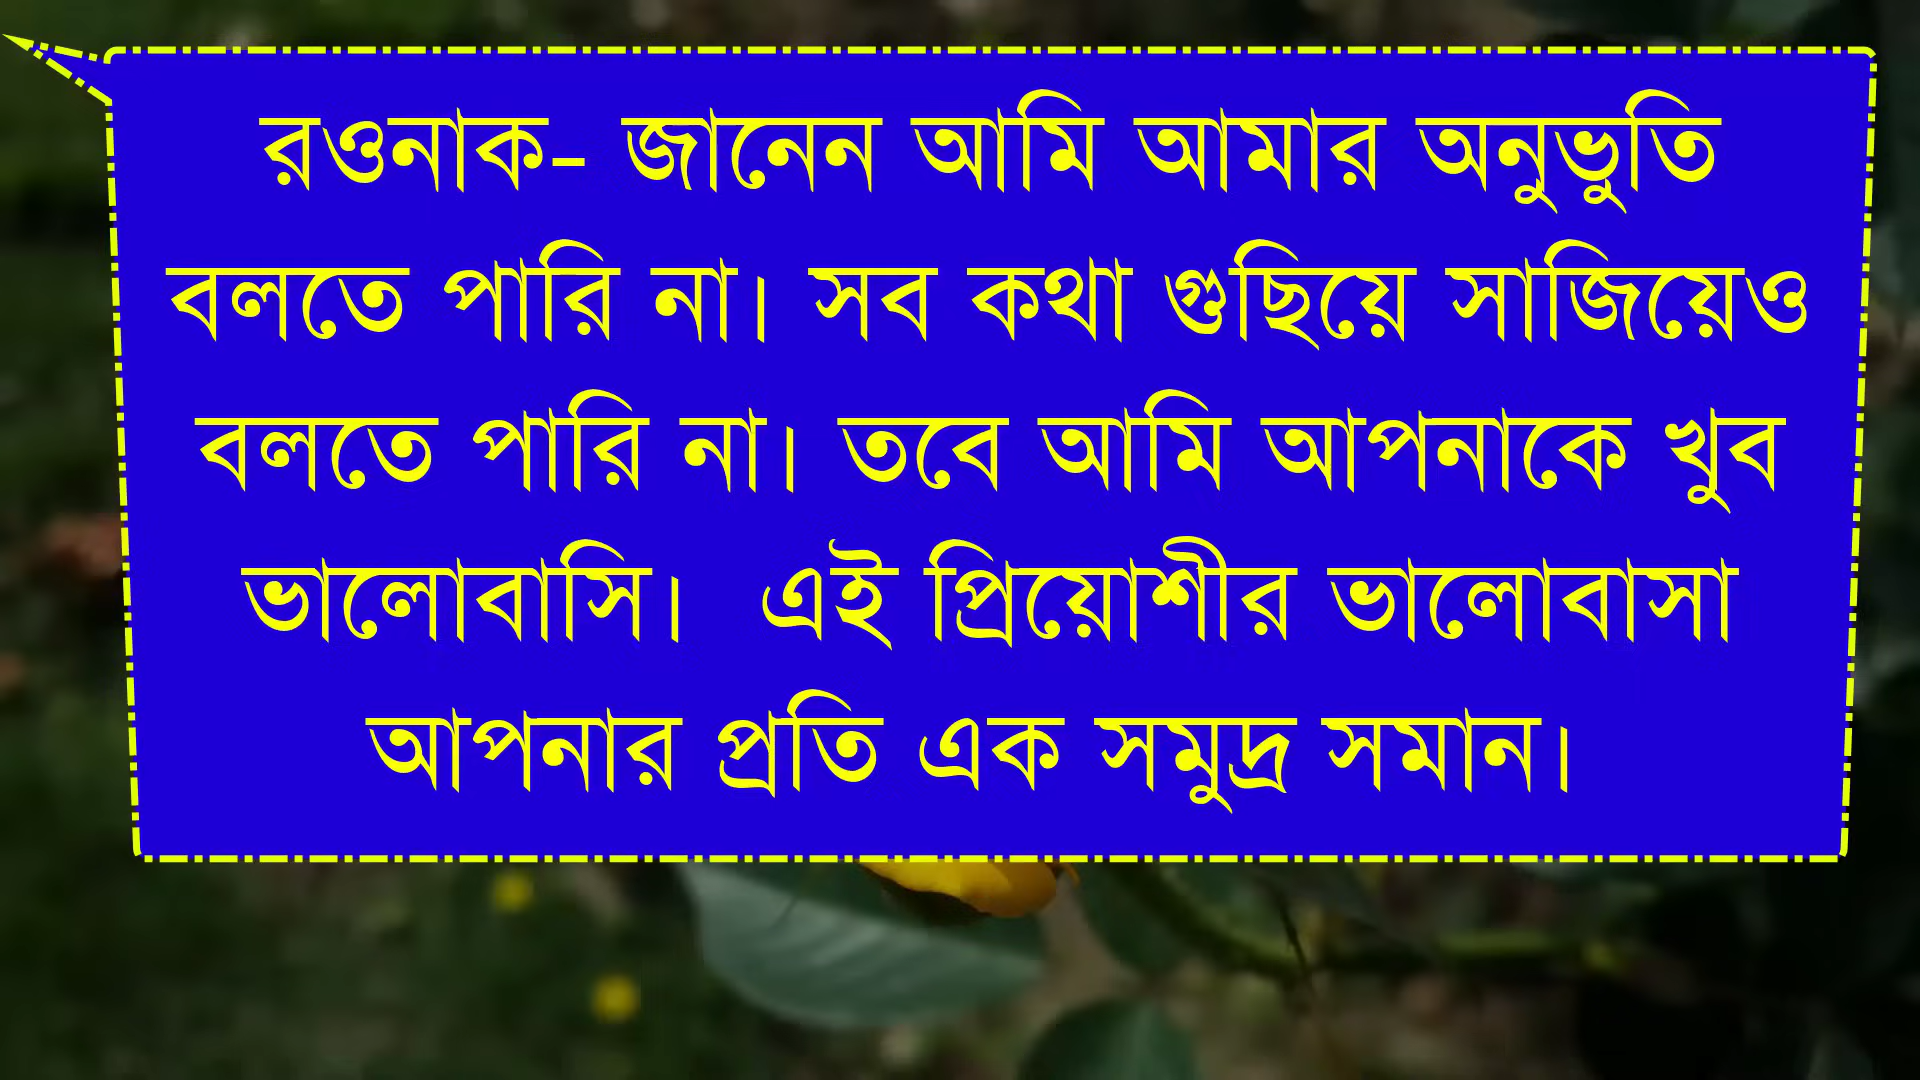 রওনাক- জানেন আমি আমার অনুভুতি
বলতে পারি না। সব কথা গুছিয়ে সাজিয়েও
বলতে পারি না। তবে আমি আপনাকে খুব
ভালোবাসি।  এই প্রিয়োশীর ভালোবাসা
আপনার প্রতি এক সমুদ্র সমান।